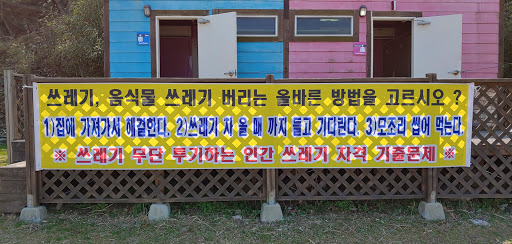 쓰레기, 음식물 쓰레기 버리는 올바른 방법을 고르시오 ?
1)집에 가져가서 해결한다. 2)쓰레기 차 올 때 까지 들고 기다린다. 3)모조리 씹어 먹는다.
※ 쓰레기 무단 투기하는 인간 쓰레기 자격 기출문제 ※